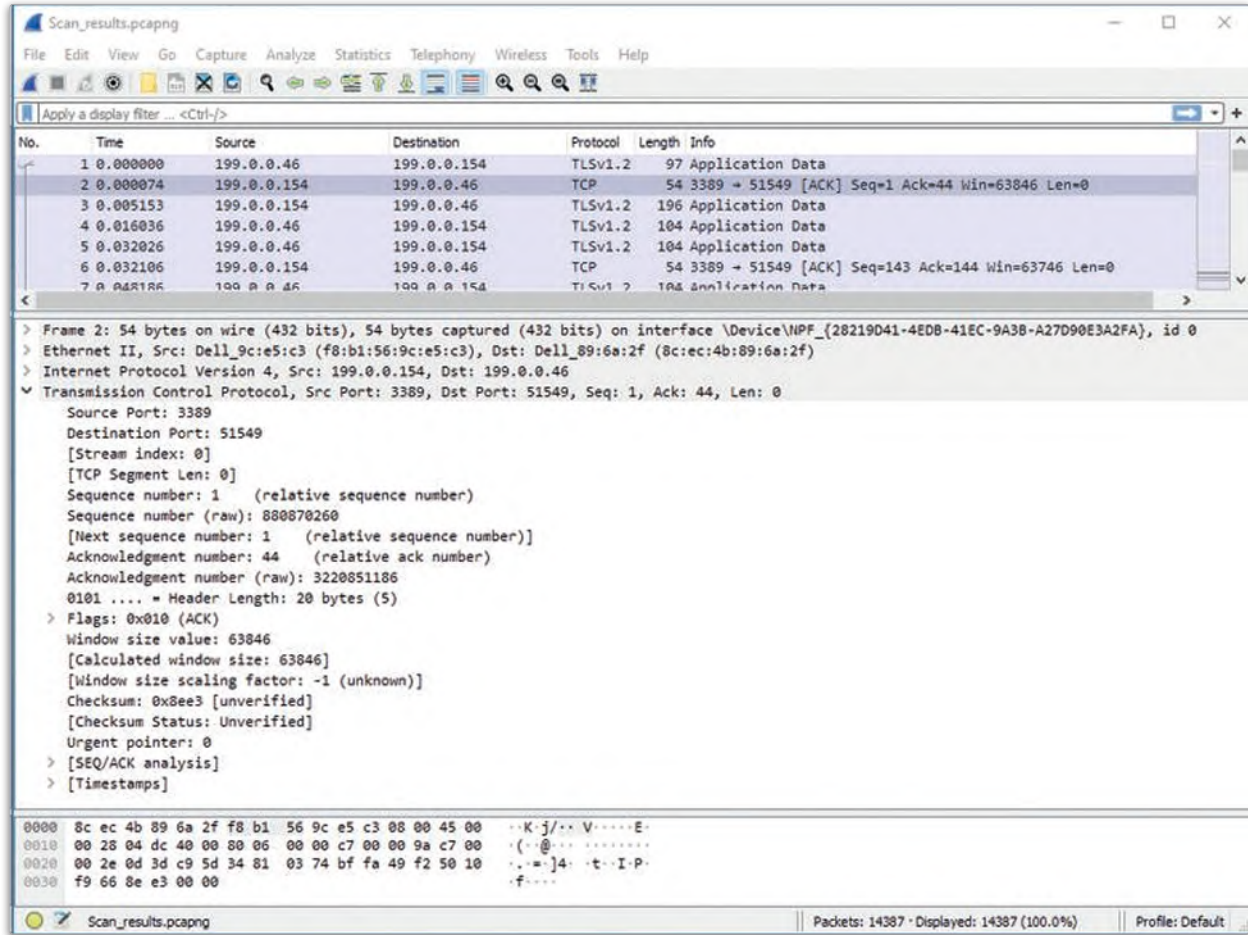 Scan_results.pcapng
File Edit View Go Capture Analyze Statistics Telephony Wireless Tools Help
Apply a display filter ... <Ctrl-/>
No. Time Source Destination Protocol Length Info
1 0.000000 199.0.0.46 199.0.0.154 TLSv1.2 97 Application Data
2 0.000074 199.0.0.154 199.0.0.46 TCP 54 3389 → 51549 [ACK] Seq=1 Ack=44 Win=63846 Len=0
3 0.005153 199.0.0.154 199.0.0.46 TLSv1.2 196 Application Data
4 0.016036 199.0.0.46 199.0.0.154 TLSv1.2 104 Application Data
5 0.032026 199.0.0.46 199.0.0.154 TLSv1.2 104 Application Data
6 0.032106 199.0.0.154 199.0.0.46 TCP 54 3389 → 51549 [ACK] Seq=143 Ack=144 Win=63746 Len=0
7 0.048186 199.0.0.46 199.0.0.154 TLSv1.2 104 Application Data
> Frame 2: 54 bytes on wire (432 bits), 54 bytes captured (432 bits) on interface \Device\NPF_{28219D41-4EDB-41EC-9A3B-A27D90E3A2FA}, id 0
> Ethernet II, Src: Dell_9c:e5:c3 (f8:b1:56:9c:e5:c3), Dst: Dell_89:6a:2f (8c:ec:4b:89:6a:2f)
> Internet Protocol Version 4, Src: 199.0.0.154, Dst: 199.0.0.46
Transmission Control Protocol, Src Port: 3389, Dst Port: 51549, Seq: 1, Ack: 44, Len: 0
Source Port: 3389
Destination Port: 51549
[Stream index: 0]
[TCP Segment Len: 0]
Sequence number: 1 (relative sequence number)
Sequence number (raw): 880870260
[Next sequence number: 1 (relative sequence number)]
Acknowledgment number: 44 (relative ack number)
Acknowledgment number (raw): 3220851186
0101 .... = Header Length: 20 bytes (5)
> Flags: 0x010 (ACK)
Window size value: 63846
[Calculated window size: 63846]
[Window size scaling factor: -1 (unknown)]
Checksum: 0x8ee3 [unverified]
[Checksum Status: Unverified]
Urgent pointer: 0
> [SEQ/ACK analysis]
> [Timestamps]
0000 8c ec 4b 89 6a 2f f8 b1 56 9c e5 c3 08 00 45 00 ··K·j/·· V·····E·
0010 00 28 04 dc 40 00 80 06 00 00 c7 00 00 9a c7 00 ·(··@··· ········
0020 00 2e 0d 3d c9 5d 34 81 03 74 bf fa 49 f2 50 10 ·.·=·]4· ·t··I·P·
0030 f9 66 8e e3 00 00 ·f····
Scan_results.pcapng Packets: 14387 · Displayed: 14387 (100.0%) Profile: Default